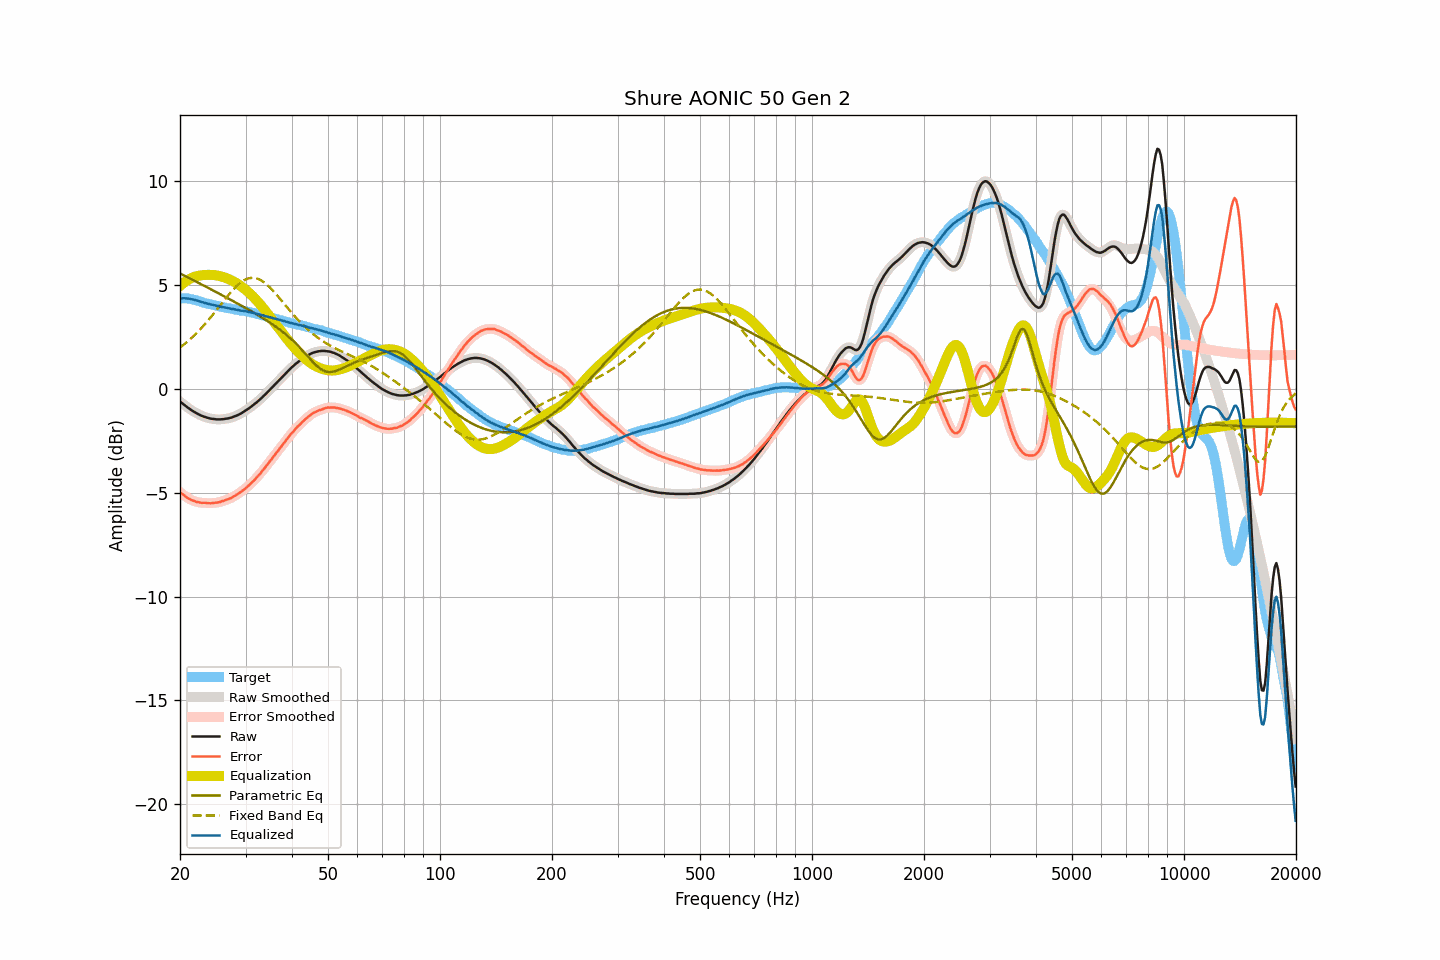 Shure AONIC 50 Gen 2
Amplitude (dBr)
10
5
0
−5
−10
−15
−20
Target
Raw Smoothed
Error Smoothed
Raw
Error
Equalization
Parametric Eq
Fixed Band Eq
Equalized
20 50 100 200 500 1000 2000 5000 10000 20000
Frequency (Hz)